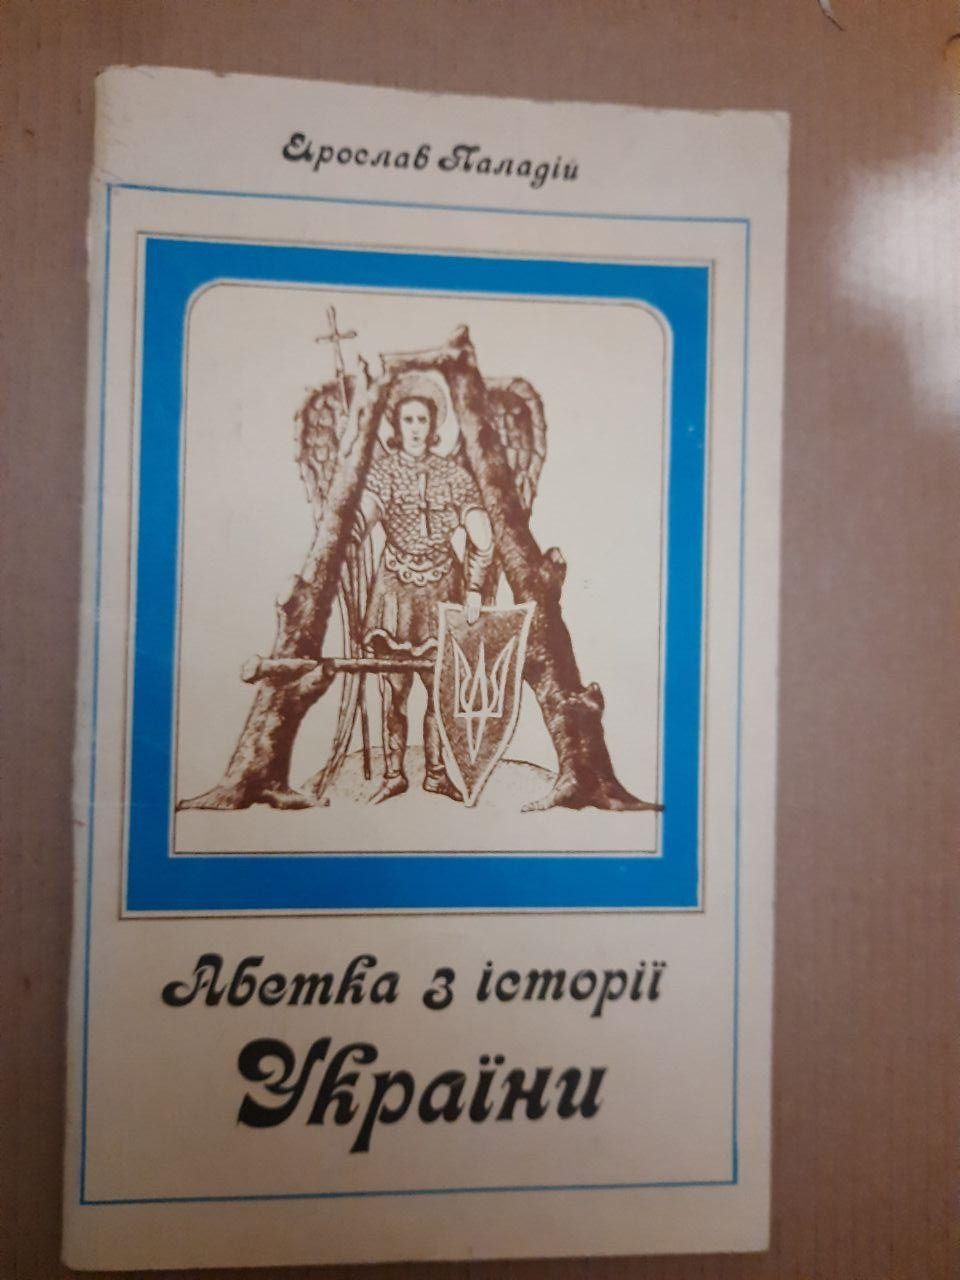 Ярослав Паладій
Абетка з історії
України